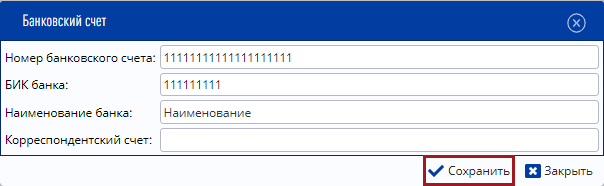 Банковский счет
Номер банковского счета: 11111111111111111111
БИК банка: 111111111
Наименование банка: Наименование
Корреспондентский счет:
Сохранить Закрыть